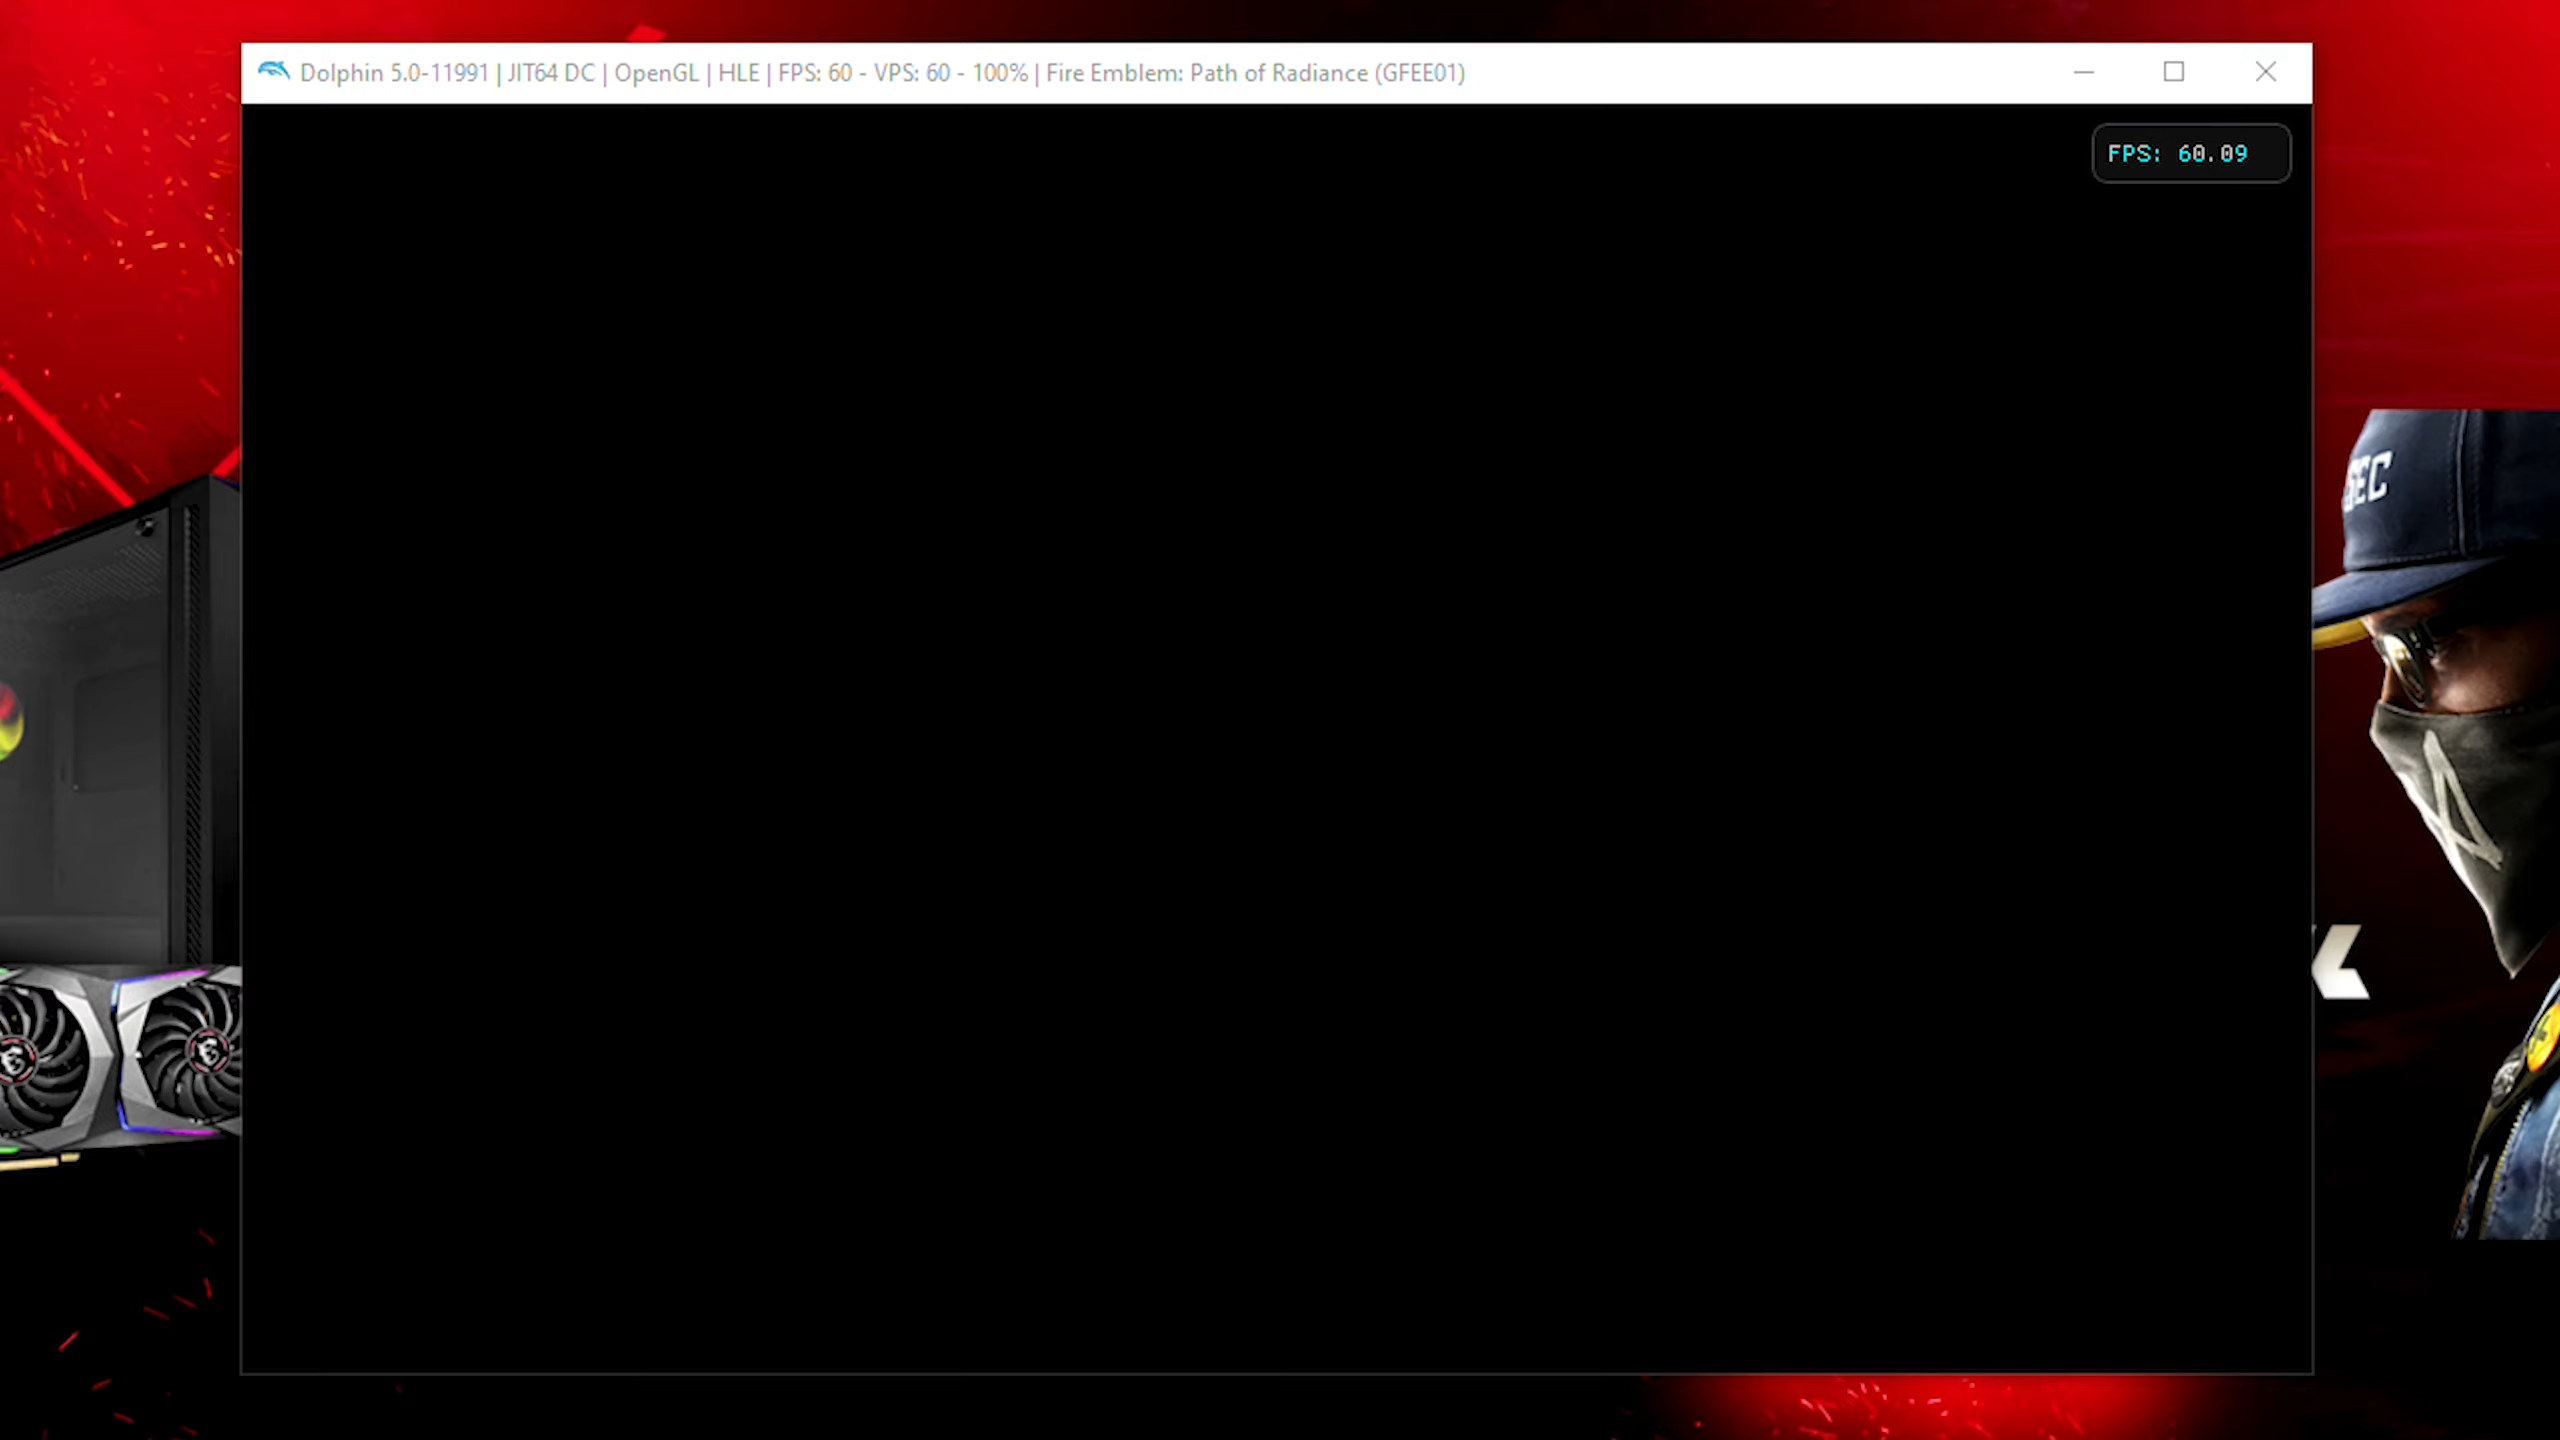 Dolphin 5.0-11991 | JIT64 DC | OpenGL | HLE | FPS: 60 - VPS: 60 - 100% | Fire Emblem: Path of Radiance (GFEE01)
FPS: 60.09